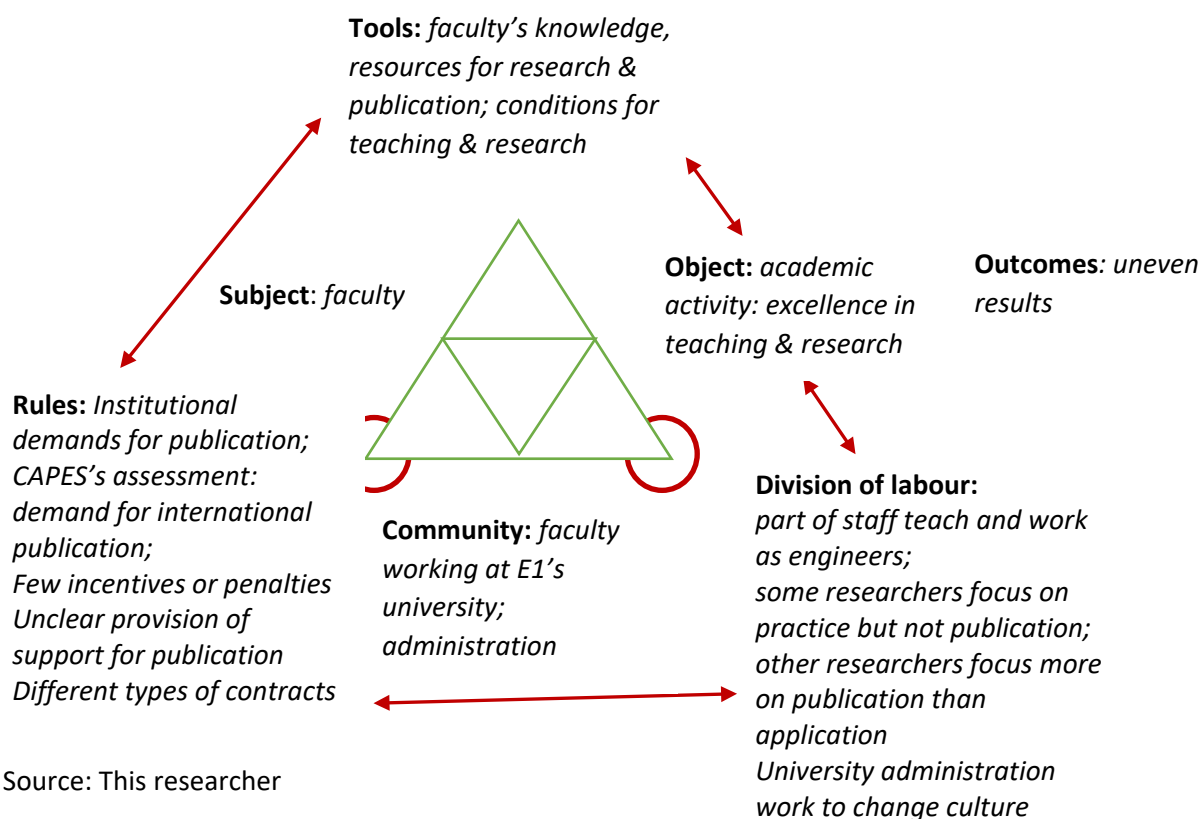 Tools: faculty's knowledge,
resources for research &
publication; conditions for
teaching & research
Subject: faculty
Object: academic
activity: excellence in
teaching & research
Outcomes: uneven
results
Rules: Institutional
demands for publication;
CAPES's assessment:
demand for international
publication;
Few incentives or penalties
Unclear provision of
support for publication
Different types of contracts
Community: faculty
working at E1's
university;
administration
Division of labour:
part of staff teach and work
as engineers;
some researchers focus on
practice but not publication;
other researchers focus more
on publication than
application
University administration
work to change culture
Source: This researcher